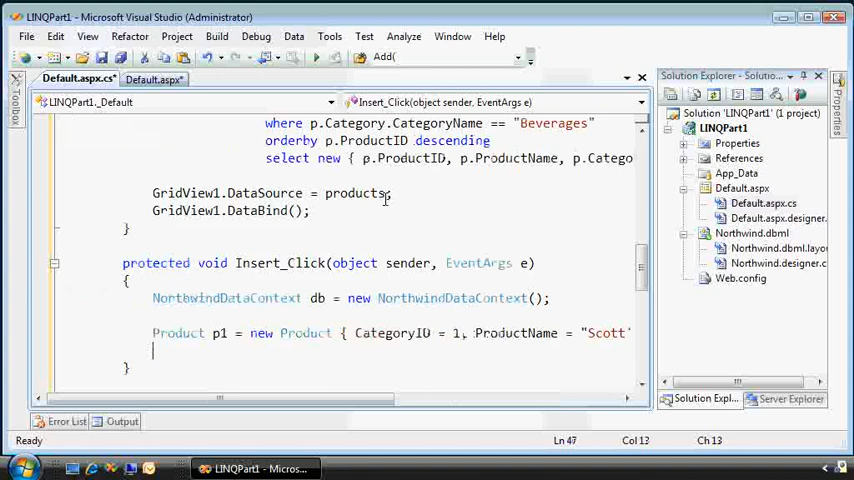 LINQPart1 - Microsoft Visual Studio (Administrator)
File Edit View Refactor Project Build Debug Data Tools Test Analyze Window Help
Add(
Default.aspx.cs* Default.aspx*
LINQPart1._Default
Insert_Click(object sender, EventArgs e)
where p.Category.CategoryName == "Beverages"
orderby p.ProductID descending
select new { p.ProductID, p.ProductName, p.Catego
GridView1.DataSource = products;
GridView1.DataBind();
}
protected void Insert_Click(object sender, EventArgs e)
{
NorthwindDataContext db = new NorthwindDataContext();
Product p1 = new Product { CategoryID = 1, ProductName = "Scott'
}
Toolbox
Solution Explorer - Solutio...
Solution 'LINQPart1' (1 project)
LINQPart1
Properties
References
App_Data
Default.aspx
Default.aspx.cs
Default.aspx.designer.
Northwind.dbml
Northwind.dbml.layo
Northwind.designer.c
Web.config
Properties
Solution Expl...
Server Explorer
Error List Output
Ready
Ln 47 Col 13 Ch 13
LINQPart1 - Micros...